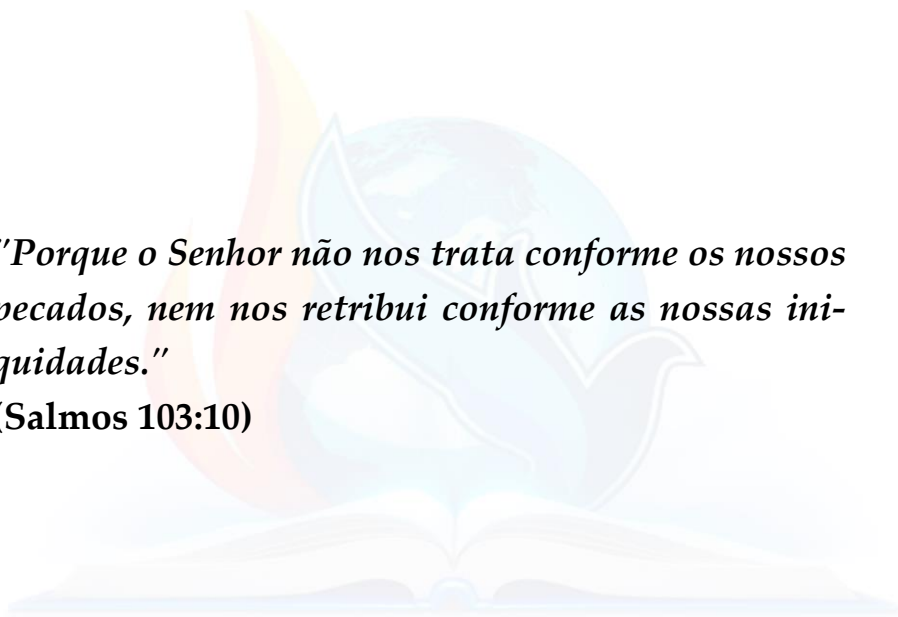 "Porque o Senhor não nos trata conforme os nossos
pecados, nem nos retribui conforme as nossas ini-
quidades."
(Salmos 103:10)